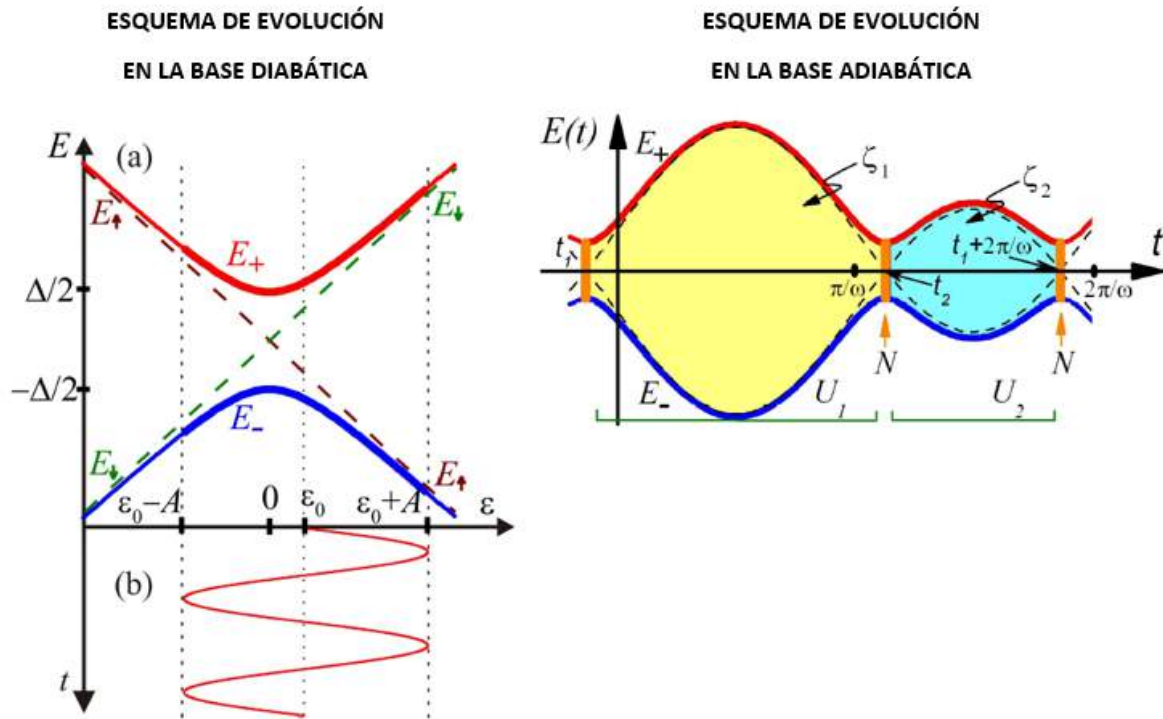 ESQUEMA DE EVOLUCIÓN
EN LA BASE DIABÁTICA
E
(a)
E↑
E↓
E+
Δ/2
−Δ/2
E−
E↓
E↑
ε₀−A
0
ε₀
ε₀+A
ε
(b)
t
ESQUEMA DE EVOLUCIÓN
EN LA BASE ADIABÁTICA
E(t)
E+
ζ₁
ζ₂
t₁
t₁+2π/ω
t
π/ω
t₂
2π/ω
N
N
E−
U₁
U₂